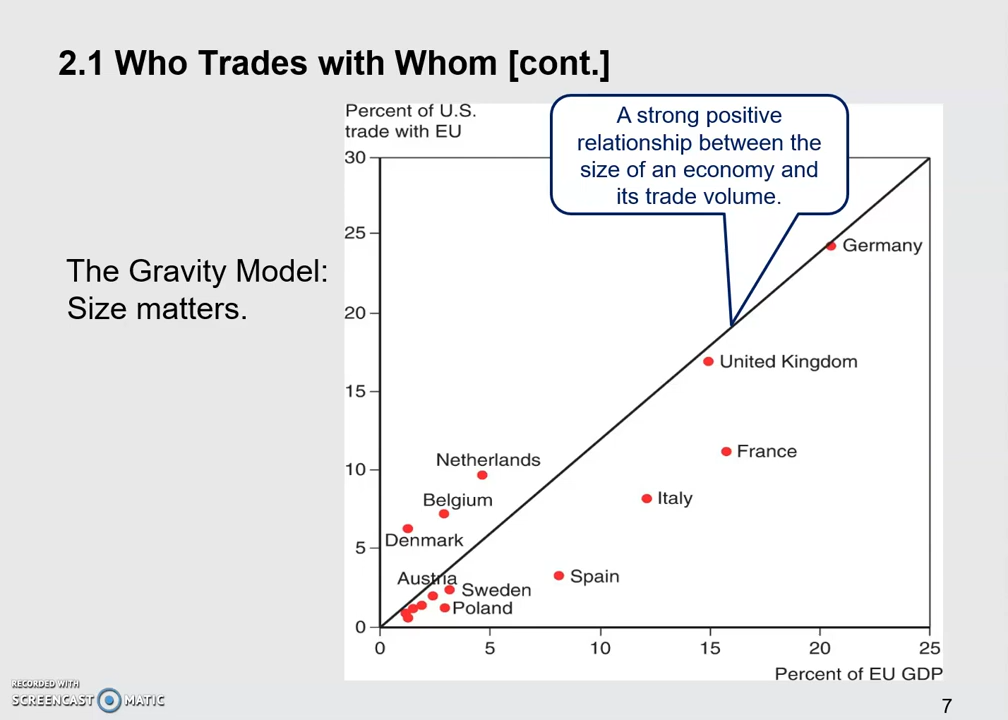 2.1 Who Trades with Whom [cont.]
Percent of U.S.
trade with EU
A strong positive
relationship between the
size of an economy and
its trade volume.
The Gravity Model:
Size matters.
30
25
20
15
10
5
0
Germany
United Kingdom
France
Netherlands
Italy
Belgium
Denmark
Austria
Spain
Sweden
Poland
0 5 10 15 20 25
Percent of EU GDP
RECORDED WITH
SCREENCAST MATIC
7